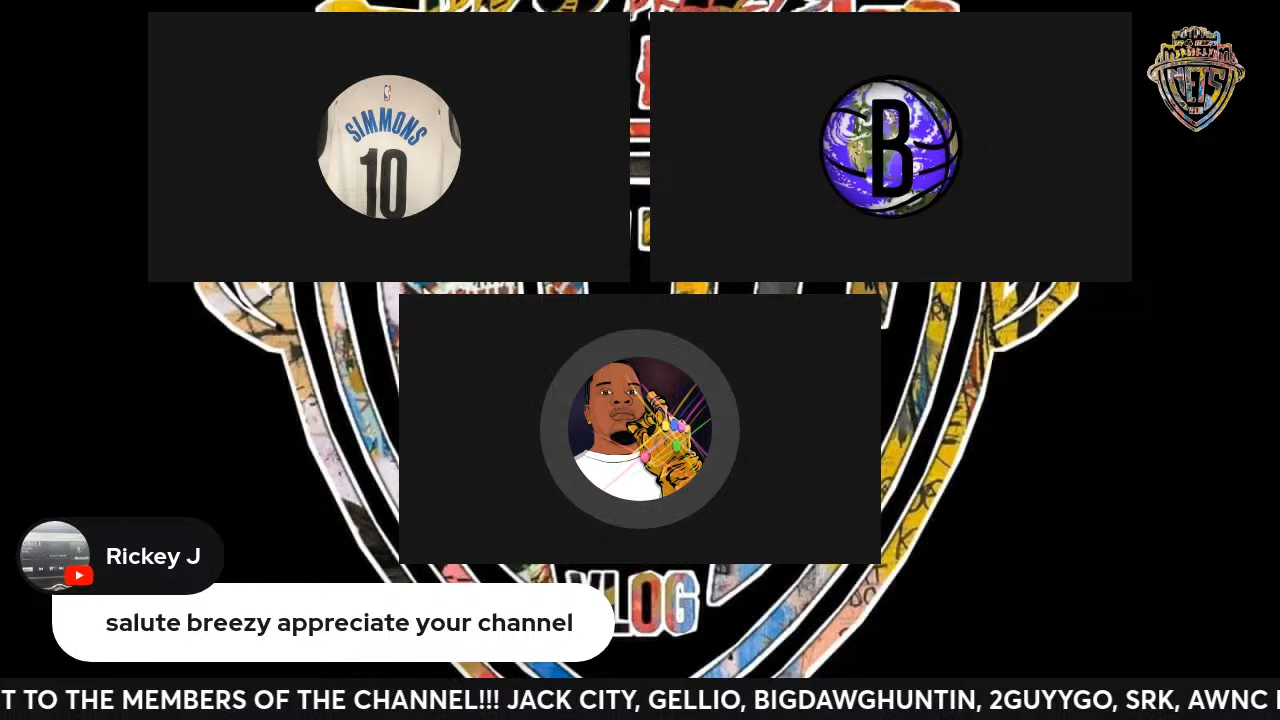 SIMMONS
10
B
NETS
VLOG
Rickey J
salute breezy appreciate your channel
T TO THE MEMBERS OF THE CHANNEL!!! JACK CITY, GELLIO, BIGDAWGHUNTIN, 2GUYYGO, SRK, AWNC